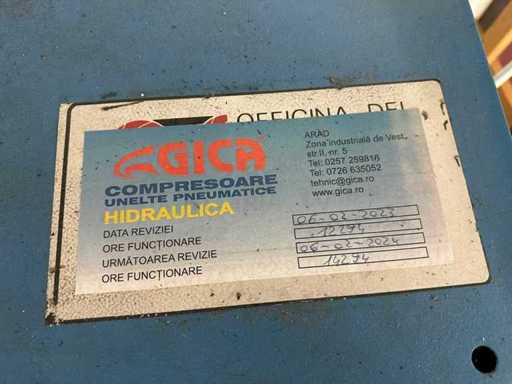 OFFICINA DEL
GICA
COMPRESOARE
UNELTE PNEUMATICE
HIDRAULICA
ARAD
Zona industrială de Vest,
str.II, nr. 5
Tel: 0257 259816
Tel: 0726 635052
tehnic@gica.ro
www.gica.ro
DATA REVIZIEI 06-02-2023
ORE FUNCȚIONARE 12294
URMĂTOAREA REVIZIE 06-02-2024
ORE FUNCȚIONARE 14294